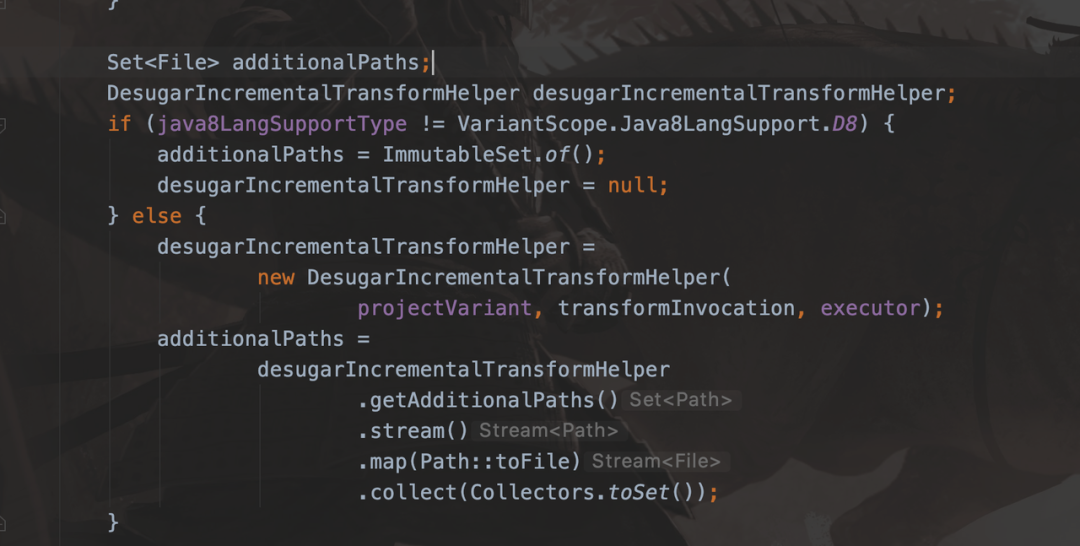 }
Set<File> additionalPaths;
DesugarIncrementalTransformHelper desugarIncrementalTransformHelper;
if (java8LangSupportType != VariantScope.Java8LangSupport.D8) {
    additionalPaths = ImmutableSet.of();
    desugarIncrementalTransformHelper = null;
} else {
    desugarIncrementalTransformHelper =
            new DesugarIncrementalTransformHelper(
                    projectVariant, transformInvocation, executor);
    additionalPaths =
            desugarIncrementalTransformHelper
                    .getAdditionalPaths() Set<Path>
                    .stream() Stream<Path>
                    .map(Path::toFile) Stream<File>
                    .collect(Collectors.toSet());
}